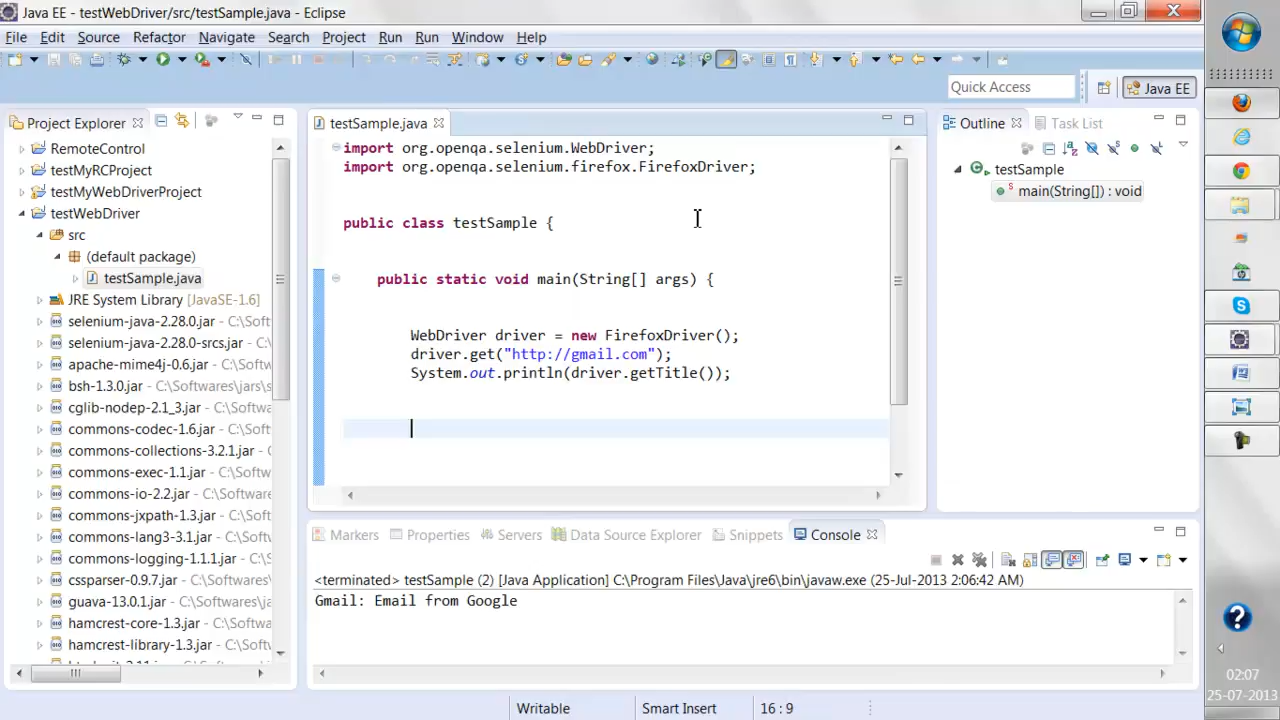 Java EE - testWebDriver/src/testSample.java - Eclipse
File Edit Source Refactor Navigate Search Project Run Run Window Help
Quick Access
Java EE
Project Explorer
RemoteControl
testMyRCProject
testMyWebDriverProject
testWebDriver
src
(default package)
testSample.java
JRE System Library [JavaSE-1.6]
selenium-java-2.28.0.jar - C:\Soft
selenium-java-2.28.0-srcs.jar - C:
apache-mime4j-0.6.jar - C:\Softw
bsh-1.3.0.jar - C:\Softwares\jars\s
cglib-nodep-2.1_3.jar - C:\Softwa
commons-codec-1.6.jar - C:\Softw
commons-collections-3.2.1.jar -
commons-exec-1.1.jar - C:\Softw
commons-io-2.2.jar - C:\Software
commons-jxpath-1.3.jar - C:\Softw
commons-lang3-3.1.jar - C:\Softw
commons-logging-1.1.1.jar - C:\S
cssparser-0.9.7.jar - C:\Softwares
guava-13.0.1.jar - C:\Softwares\ja
hamcrest-core-1.3.jar - C:\Softwa
hamcrest-library-1.3.jar - C:\Softw
testSample.java
import org.openqa.selenium.WebDriver;
import org.openqa.selenium.firefox.FirefoxDriver;
public class testSample {
public static void main(String[] args) {
WebDriver driver = new FirefoxDriver();
driver.get("http://gmail.com");
System.out.println(driver.getTitle());
Outline Task List
testSample
main(String[]) : void
Markers Properties Servers Data Source Explorer Snippets Console
<terminated> testSample (2) [Java Application] C:\Program Files\Java\jre6\bin\javaw.exe (25-Jul-2013 2:06:42 AM)
Gmail: Email from Google
Writable Smart Insert 16 : 9
02:07
25-07-2013